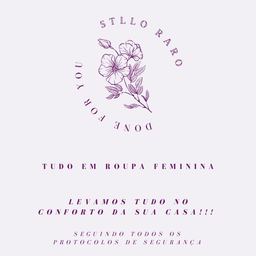 STLLO RARO
DONE FOR YOU
TUDO EM ROUPA FEMININA
LEVAMOS TUDO NO
CONFORTO DA SUA CASA!!!
SEGUINDO TODOS OS
PROTOCOLOS DE SEGURANÇA